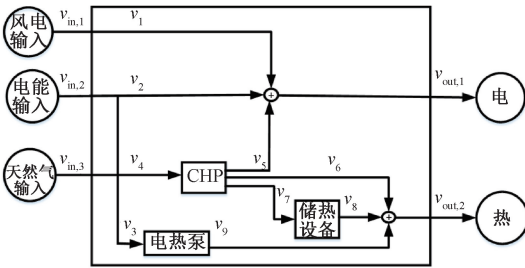 风电
输入
v_in,1
v_1
电能
输入
v_in,2
v_2
v_out,1
电
天然气
输入
v_in,3
v_4
CHP
v_5
v_6
v_7
储热
设备
v_8
v_out,2
热
v_3
电热泵
v_9